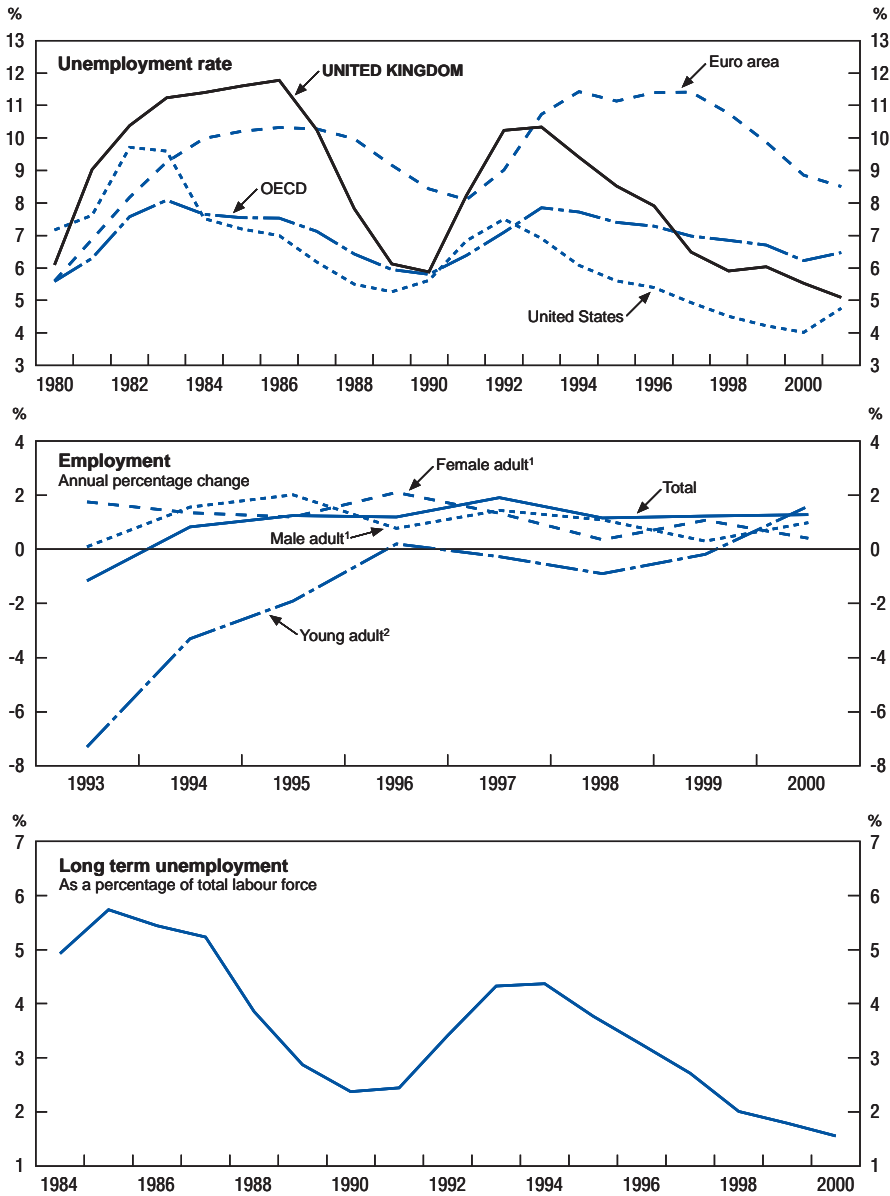 % %
13 13
Unemployment rate
UNITED KINGDOM
Euro area
12 12
11 11
10 10
9 9
OECD
8 8
7 7
6 6
5 5
United States
4 4
3 3
1980 1982 1984 1986 1988 1990 1992 1994 1996 1998 2000
% %
4 4
Employment
Annual percentage change
Female adult¹
Total
2 2
Male adult¹
0 0
-2 -2
Young adult²
-4 -4
-6 -6
-8 -8
1993 1994 1995 1996 1997 1998 1999 2000
% %
7 7
Long term unemployment
As a percentage of total labour force
6 6
5 5
4 4
3 3
2 2
1 1
1984 1986 1988 1990 1992 1994 1996 1998 2000